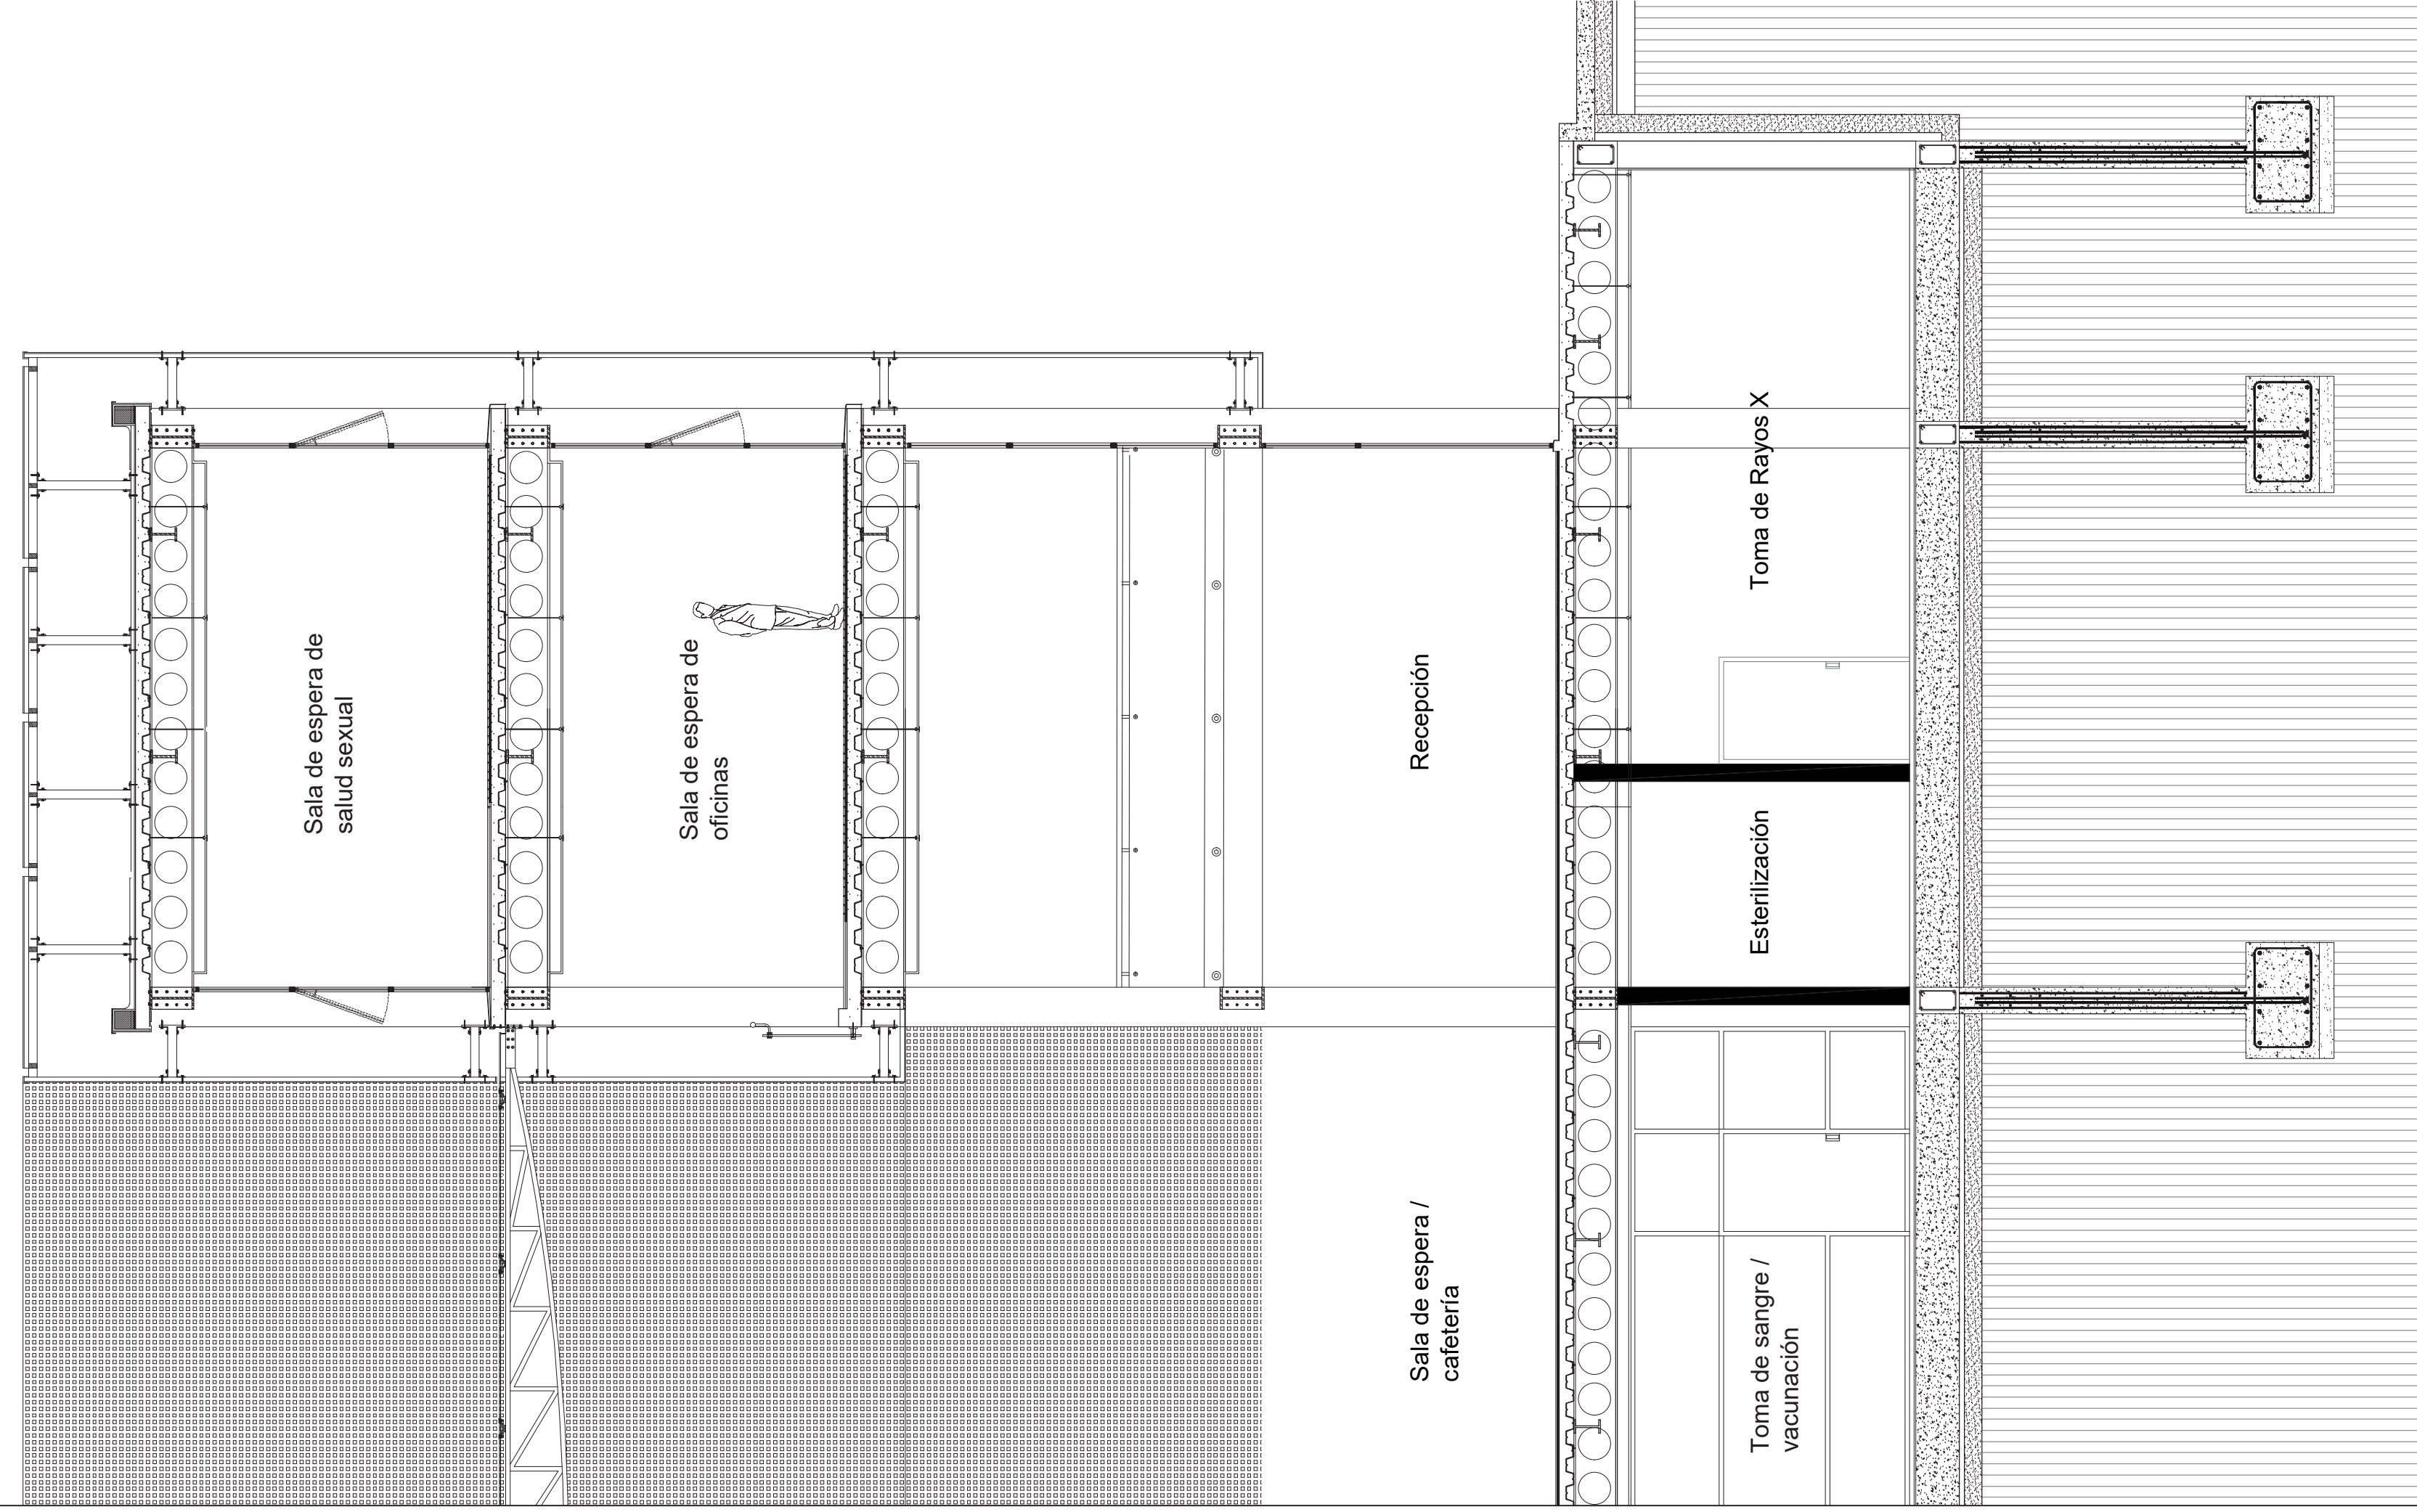 Sala de espera de
salud sexual
Sala de espera de
oficinas
Recepción
Sala de espera /
cafetería
Toma de Rayos X
Esterilización
Toma de sangre /
vacunación